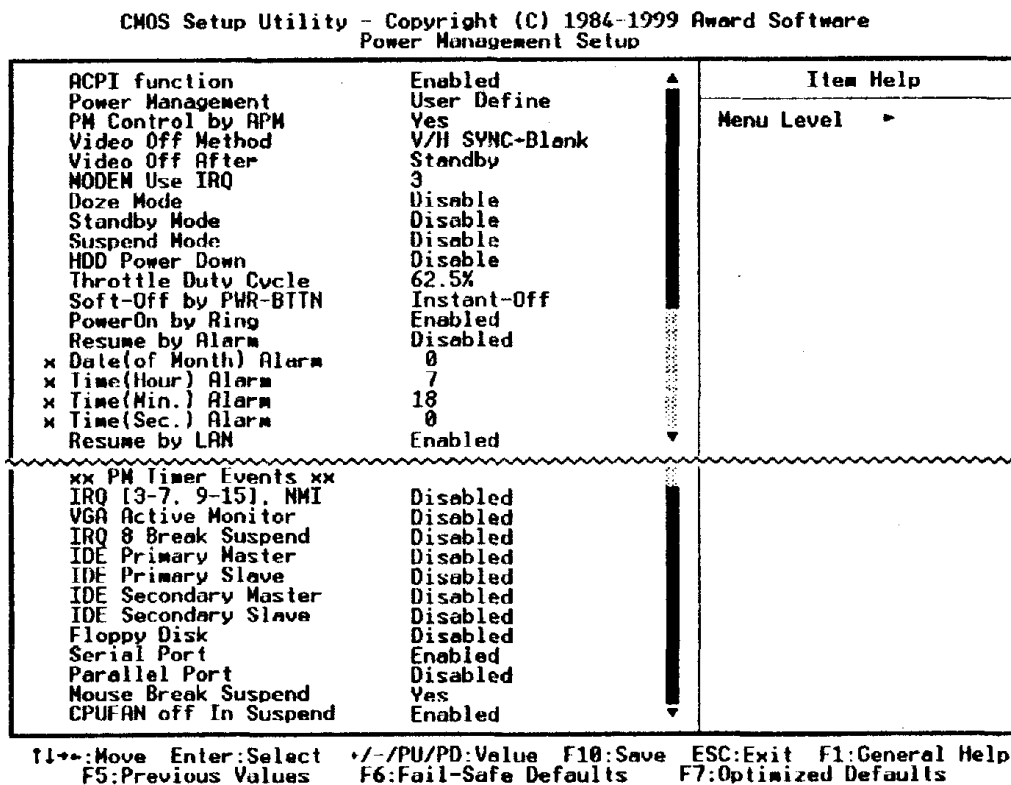 CMOS Setup Utility - Copyright (C) 1984-1999 Award Software
Power Management Setup
ACPI function Enabled
Power Management User Define
PM Control by APM Yes
Video Off Method V/H SYNC+Blank
Video Off After Standby
MODEM Use IRQ 3
Doze Mode Disable
Standby Mode Disable
Suspend Mode Disable
HDD Power Down Disable
Throttle Duty Cycle 62.5%
Soft-Off by PWR-BTTN Instant-Off
PowerOn by Ring Enabled
Resume by Alarm Disabled
x Date(of Month) Alarm 0
x Time(Hour) Alarm 7
x Time(Min.) Alarm 18
x Time(Sec.) Alarm 0
Resume by LAN Enabled
xx PM Timer Events xx
IRQ [3-7, 9-15], NMI Disabled
VGA Active Monitor Disabled
IRQ 8 Break Suspend Disabled
IDE Primary Master Disabled
IDE Primary Slave Disabled
IDE Secondary Master Disabled
IDE Secondary Slave Disabled
Floppy Disk Disabled
Serial Port Enabled
Parallel Port Disabled
Mouse Break Suspend Yes
CPUFAN off In Suspend Enabled
Item Help
Menu Level ►
↑↓→←:Move Enter:Select +/-/PU/PD:Value F10:Save ESC:Exit F1:General Help
F5:Previous Values F6:Fail-Safe Defaults F7:Optimized Defaults